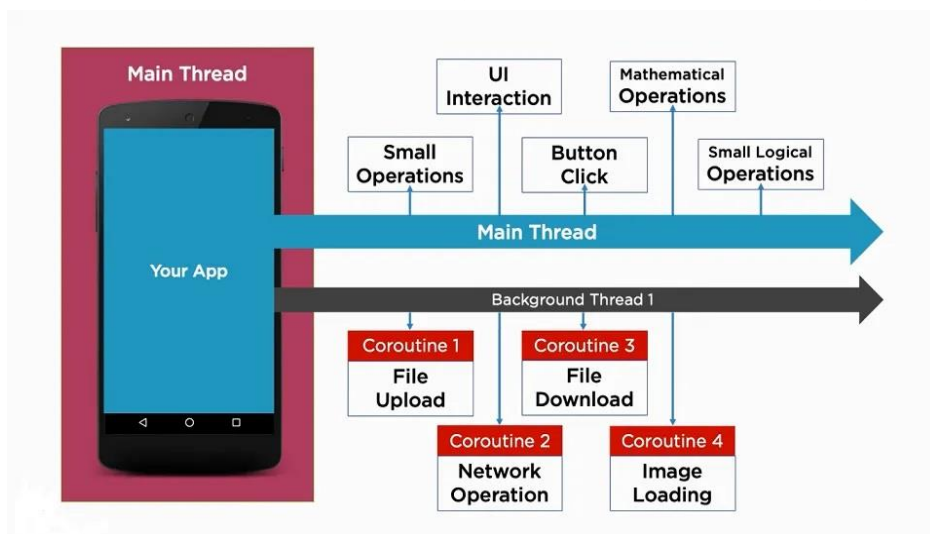 Main Thread
Your App
UI
Interaction
Mathematical
Operations
Small
Operations
Button
Click
Small Logical
Operations
Main Thread
Background Thread 1
Coroutine 1
File
Upload
Coroutine 3
File
Download
Coroutine 2
Network
Operation
Coroutine 4
Image
Loading